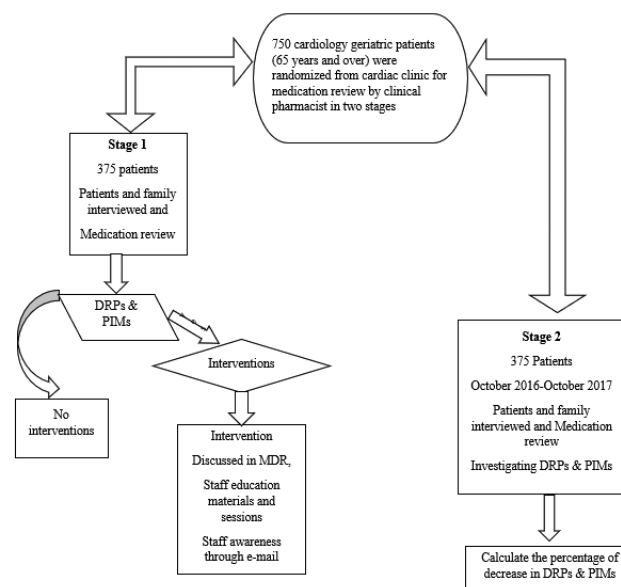 750 cardiology geriatric patients
(65 years and over) were
randomized from cardiac clinic for
medication review by clinical
pharmacist in two stages
Stage 1
375 patients
Patients and family
interviewed and
Medication review
DRPs &
PIMs
Interventions
No
interventions
Intervention
Discussed in MDR,
Staff education
materials and
sessions
Staff awareness
through e-mail
Stage 2
375 Patients
October 2016-October 2017
Patients and family
interviewed and Medication
review
Investigating DRPs & PIMs
Calculate the percentage of
decrease in DRPs & PIMs